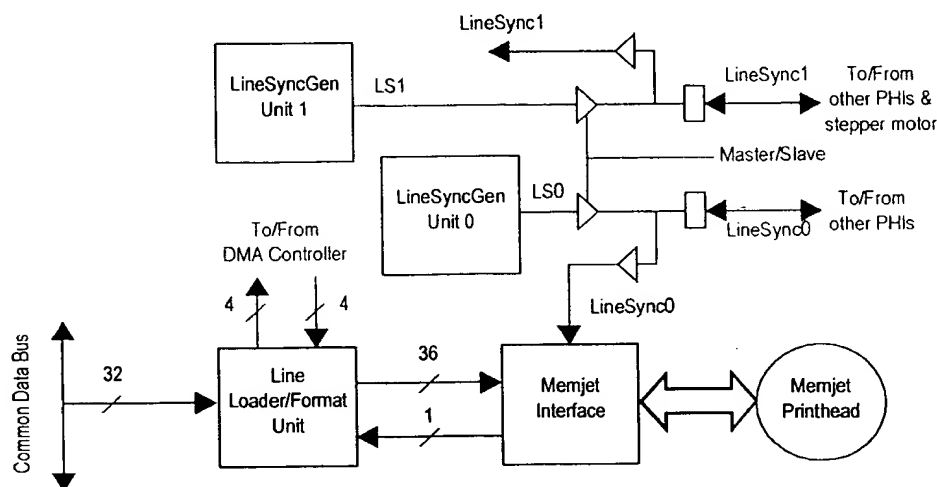 LineSync1
LineSyncGen
Unit 1
LS1
LineSync1
To/From
other PHIs &
stepper motor
Master/Slave
LineSyncGen
Unit 0
LS0
LineSync0
To/From
other PHIs
To/From
DMA Controller
4
4
LineSync0
Common Data Bus
32
Line
Loader/Format
Unit
36
1
Memjet
Interface
Memjet
Printhead